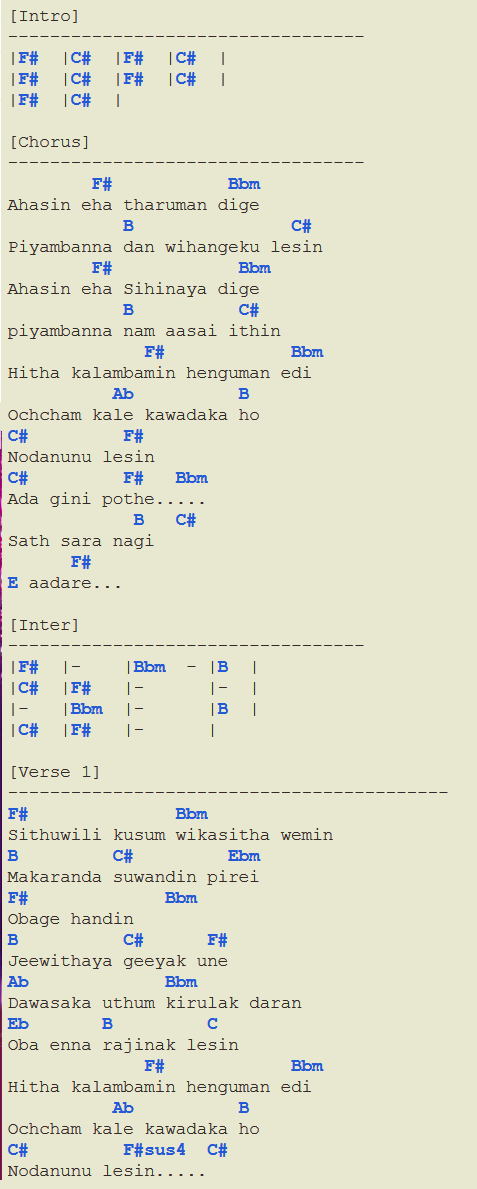 [Intro]
----------------------------------
|F#  |C#  |F#  |C#  |
|F#  |C#  |F#  |C#  |
|F#  |C#  |

[Chorus]
----------------------------------
        F#           Bbm
Ahasin eha tharuman dige
           B               C#
Piyambanna dan wihangeku lesin
        F#            Bbm
Ahasin eha Sihinaya dige
           B          C#
piyambanna nam aasai ithin
             F#            Bbm
Hitha kalambamin henguman edi
          Ab          B
Ochcham kale kawadaka ho
C#         F#
Nodanunu lesin
C#         F#   Bbm
Ada gini pothe.....
            B   C#
Sath sara nagi
      F#
E aadare...

[Inter]
----------------------------------
|F#  |-    |Bbm  - |B  |
|C#  |F#   |-      |-  |
|-   |Bbm  |-      |B  |
|C#  |F#   |-      |

[Verse 1]
------------------------------------------
F#              Bbm
Sithuwili kusum wikasitha wemin
B         C#         Ebm
Makaranda suwandin pirei
F#             Bbm
Obage handin
B          C#      F#
Jeewithaya geeyak une
Ab             Bbm
Dawasaka uthum kirulak daran
Eb       B         C
Oba enna rajinak lesin
             F#            Bbm
Hitha kalambamin henguman edi
          Ab          B
Ochcham kale kawadaka ho
C#         F#sus4  C#
Nodanunu lesin.....